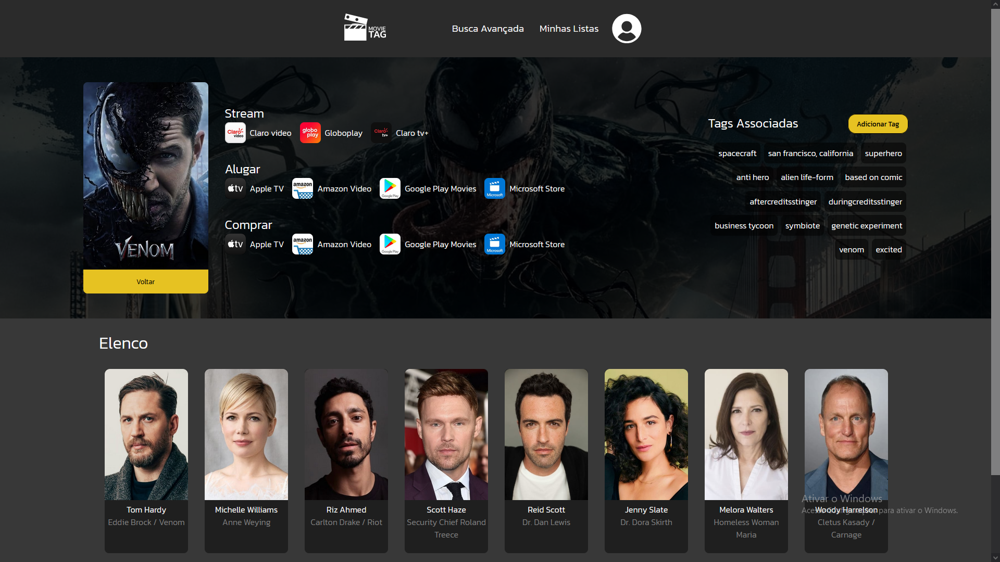 MOVIE
TAG
Busca Avançada
Minhas Listas
VENOM
Voltar
Stream
Claro video
Claro video
globo play
Globoplay
Claro tv+
Claro tv+
Alugar
tv
Apple TV
amazon
Amazon Video
Google Play
Google Play Movies
Microsoft
Microsoft Store
Comprar
tv
Apple TV
amazon
Amazon Video
Google Play
Google Play Movies
Microsoft
Microsoft Store
Tags Associadas
Adicionar Tag
spacecraft
san francisco, california
superhero
anti hero
alien life-form
based on comic
aftercreditsstinger
duringcreditsstinger
business tycoon
symbiote
genetic experiment
venom
excited
Elenco
Tom Hardy
Eddie Brock / Venom
Michelle Williams
Anne Weying
Riz Ahmed
Carlton Drake / Riot
Scott Haze
Security Chief Roland
Treece
Reid Scott
Dr. Dan Lewis
Jenny Slate
Dr. Dora Skirth
Melora Walters
Homeless Woman
Maria
Woody Harrelson
Cletus Kasady /
Carnage
Ativar o Windows
Acesse Configurações para ativar o Windows.